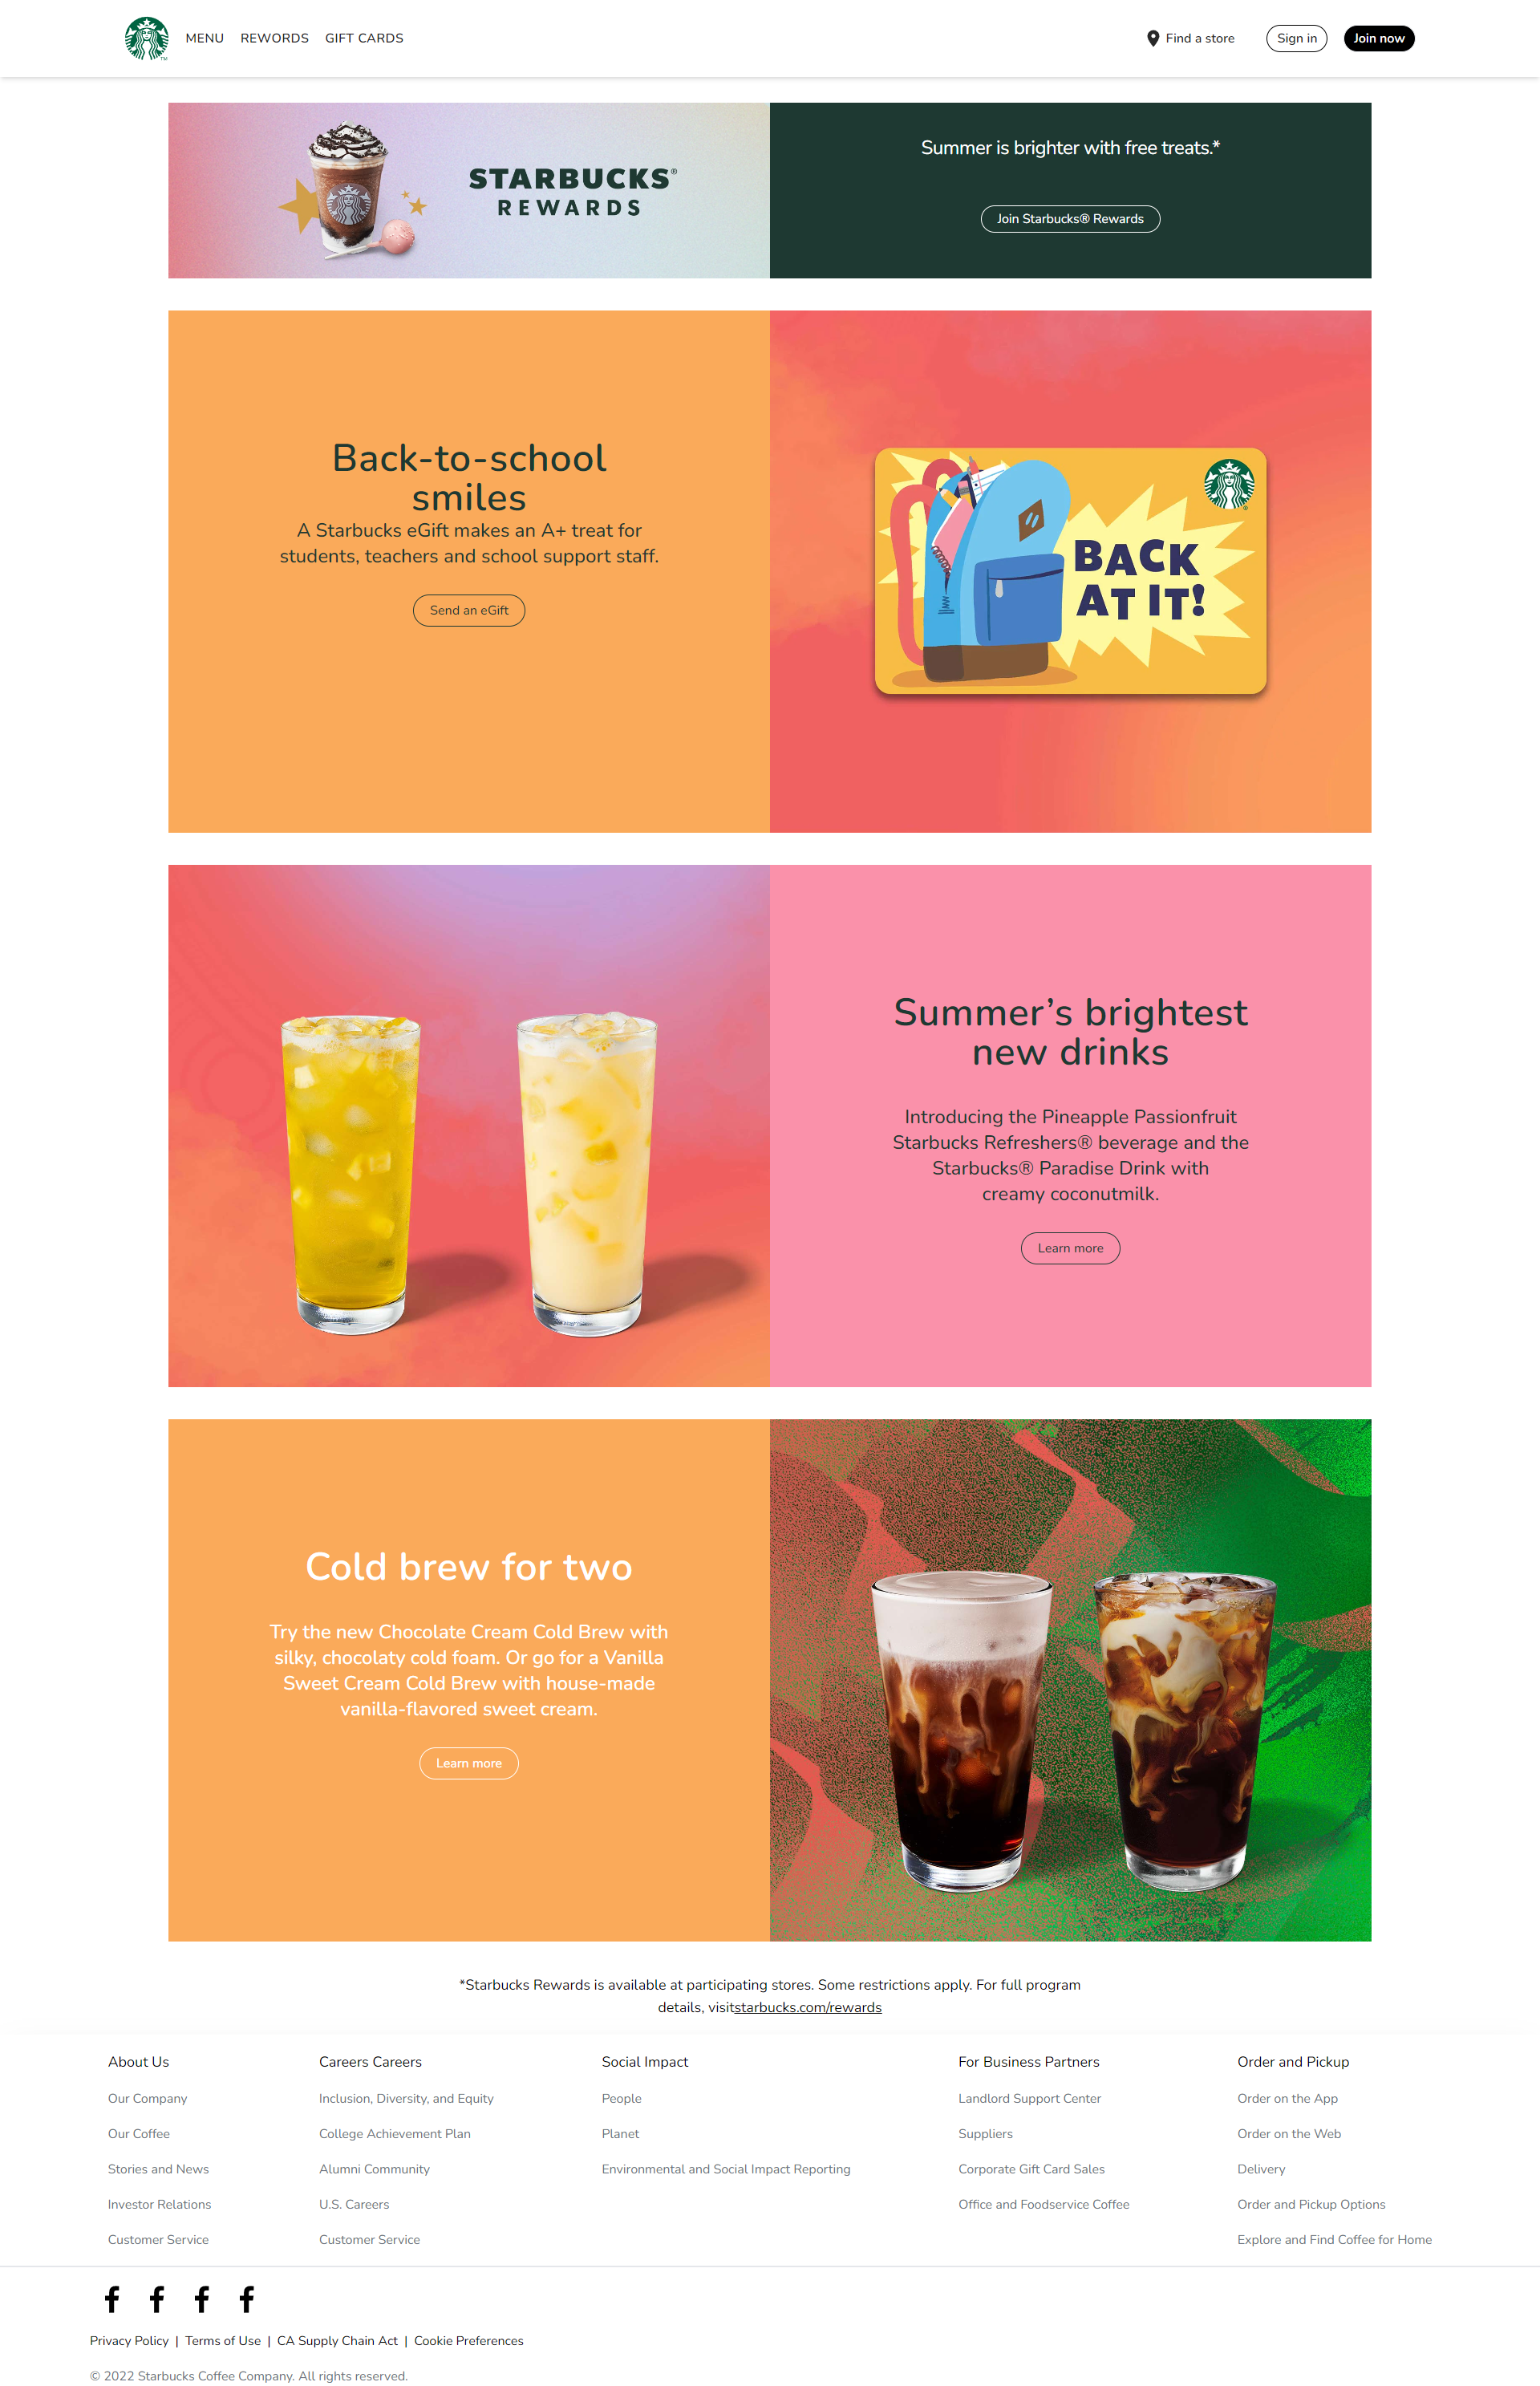 MENU REWORDS GIFT CARDS Find a store Sign in Join now
STARBUCKS®
REWARDS
Summer is brighter with free treats.*
Join Starbucks® Rewards
Back-to-school
smiles
A Starbucks eGift makes an A+ treat for
students, teachers and school support staff.
Send an eGift
BACK
AT IT!
Summer’s brightest
new drinks
Introducing the Pineapple Passionfruit
Starbucks Refreshers® beverage and the
Starbucks® Paradise Drink with
creamy coconutmilk.
Learn more
Cold brew for two
Try the new Chocolate Cream Cold Brew with
silky, chocolaty cold foam. Or go for a Vanilla
Sweet Cream Cold Brew with house-made
vanilla-flavored sweet cream.
Learn more
*Starbucks Rewards is available at participating stores. Some restrictions apply. For full program
details, visitstarbucks.com/rewards
About Us
Our Company
Our Coffee
Stories and News
Investor Relations
Customer Service
Careers Careers
Inclusion, Diversity, and Equity
College Achievement Plan
Alumni Community
U.S. Careers
Customer Service
Social Impact
People
Planet
Environmental and Social Impact Reporting
For Business Partners
Landlord Support Center
Suppliers
Corporate Gift Card Sales
Office and Foodservice Coffee
Order and Pickup
Order on the App
Order on the Web
Delivery
Order and Pickup Options
Explore and Find Coffee for Home
Privacy Policy | Terms of Use | CA Supply Chain Act | Cookie Preferences
© 2022 Starbucks Coffee Company. All rights reserved.